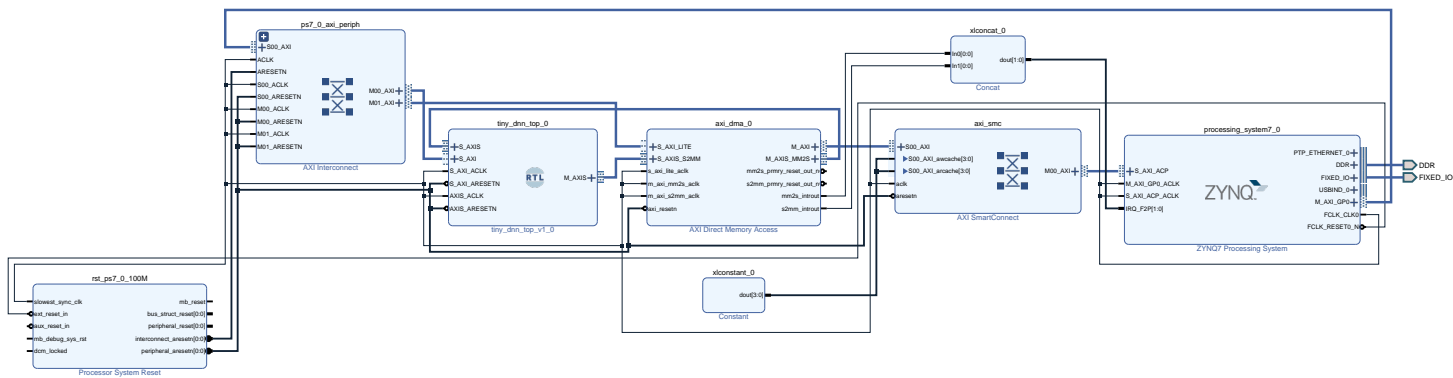 ps7_0_axi_periph
S00_AXI
ACLK
ARESETN
S00_ACLK
S00_ARESETN
M00_ACLK
M00_ARESETN
M01_ACLK
M01_ARESETN
M00_AXI
M01_AXI
AXI Interconnect
tiny_dnn_top_0
S_AXIS
S_AXI
S_AXI_ACLK
S_AXI_ARESETN
AXIS_ACLK
AXIS_ARESETN
RTL
M_AXIS
tiny_dnn_top_v1_0
axi_dma_0
S_AXI_LITE
S_AXIS_S2MM
s_axi_lite_aclk
m_axi_mm2s_aclk
m_axi_s2mm_aclk
axi_resetn
M_AXI
M_AXIS_MM2S
mm2s_prmry_reset_out_n
s2mm_prmry_reset_out_n
mm2s_introut
s2mm_introut
AXI Direct Memory Access
xlconcat_0
In0[0:0]
In1[0:0]
dout[1:0]
Concat
axi_smc
S00_AXI
S00_AXI_awcache[3:0]
S00_AXI_arcache[3:0]
aclk
aresetn
M00_AXI
AXI SmartConnect
processing_system7_0
S_AXI_ACP
M_AXI_GP0_ACLK
S_AXI_ACP_ACLK
IRQ_F2P[1:0]
ZYNQ
PTP_ETHERNET_0
DDR
FIXED_IO
USBIND_0
M_AXI_GP0
FCLK_CLK0
FCLK_RESET0_N
ZYNQ7 Processing System
DDR
FIXED_IO
rst_ps7_0_100M
slowest_sync_clk
ext_reset_in
aux_reset_in
mb_debug_sys_rst
dcm_locked
mb_reset
bus_struct_reset[0:0]
peripheral_reset[0:0]
interconnect_aresetn[0:0]
peripheral_aresetn[0:0]
Processor System Reset
xlconstant_0
dout[3:0]
Constant